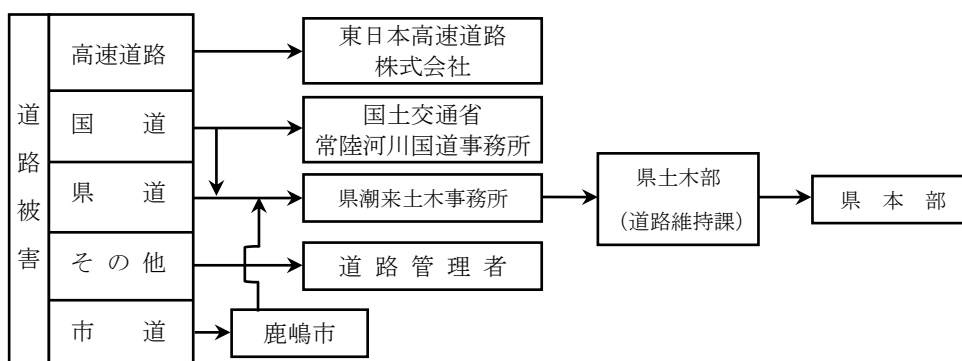 道路被害
高速道路
東日本高速道路
株式会社
国道
国土交通省
常陸河川国道事務所
県道
県潮来土木事務所
県土木部
（道路維持課）
県本部
その他
道路管理者
市道
鹿嶋市